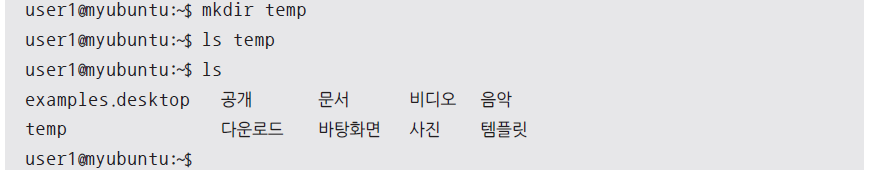 user1@myubuntu:~$ mkdir temp
user1@myubuntu:~$ ls temp
user1@myubuntu:~$ ls
examples.desktop 공개 문서 비디오 음악
temp 다운로드 바탕화면 사진 템플릿
user1@myubuntu:~$